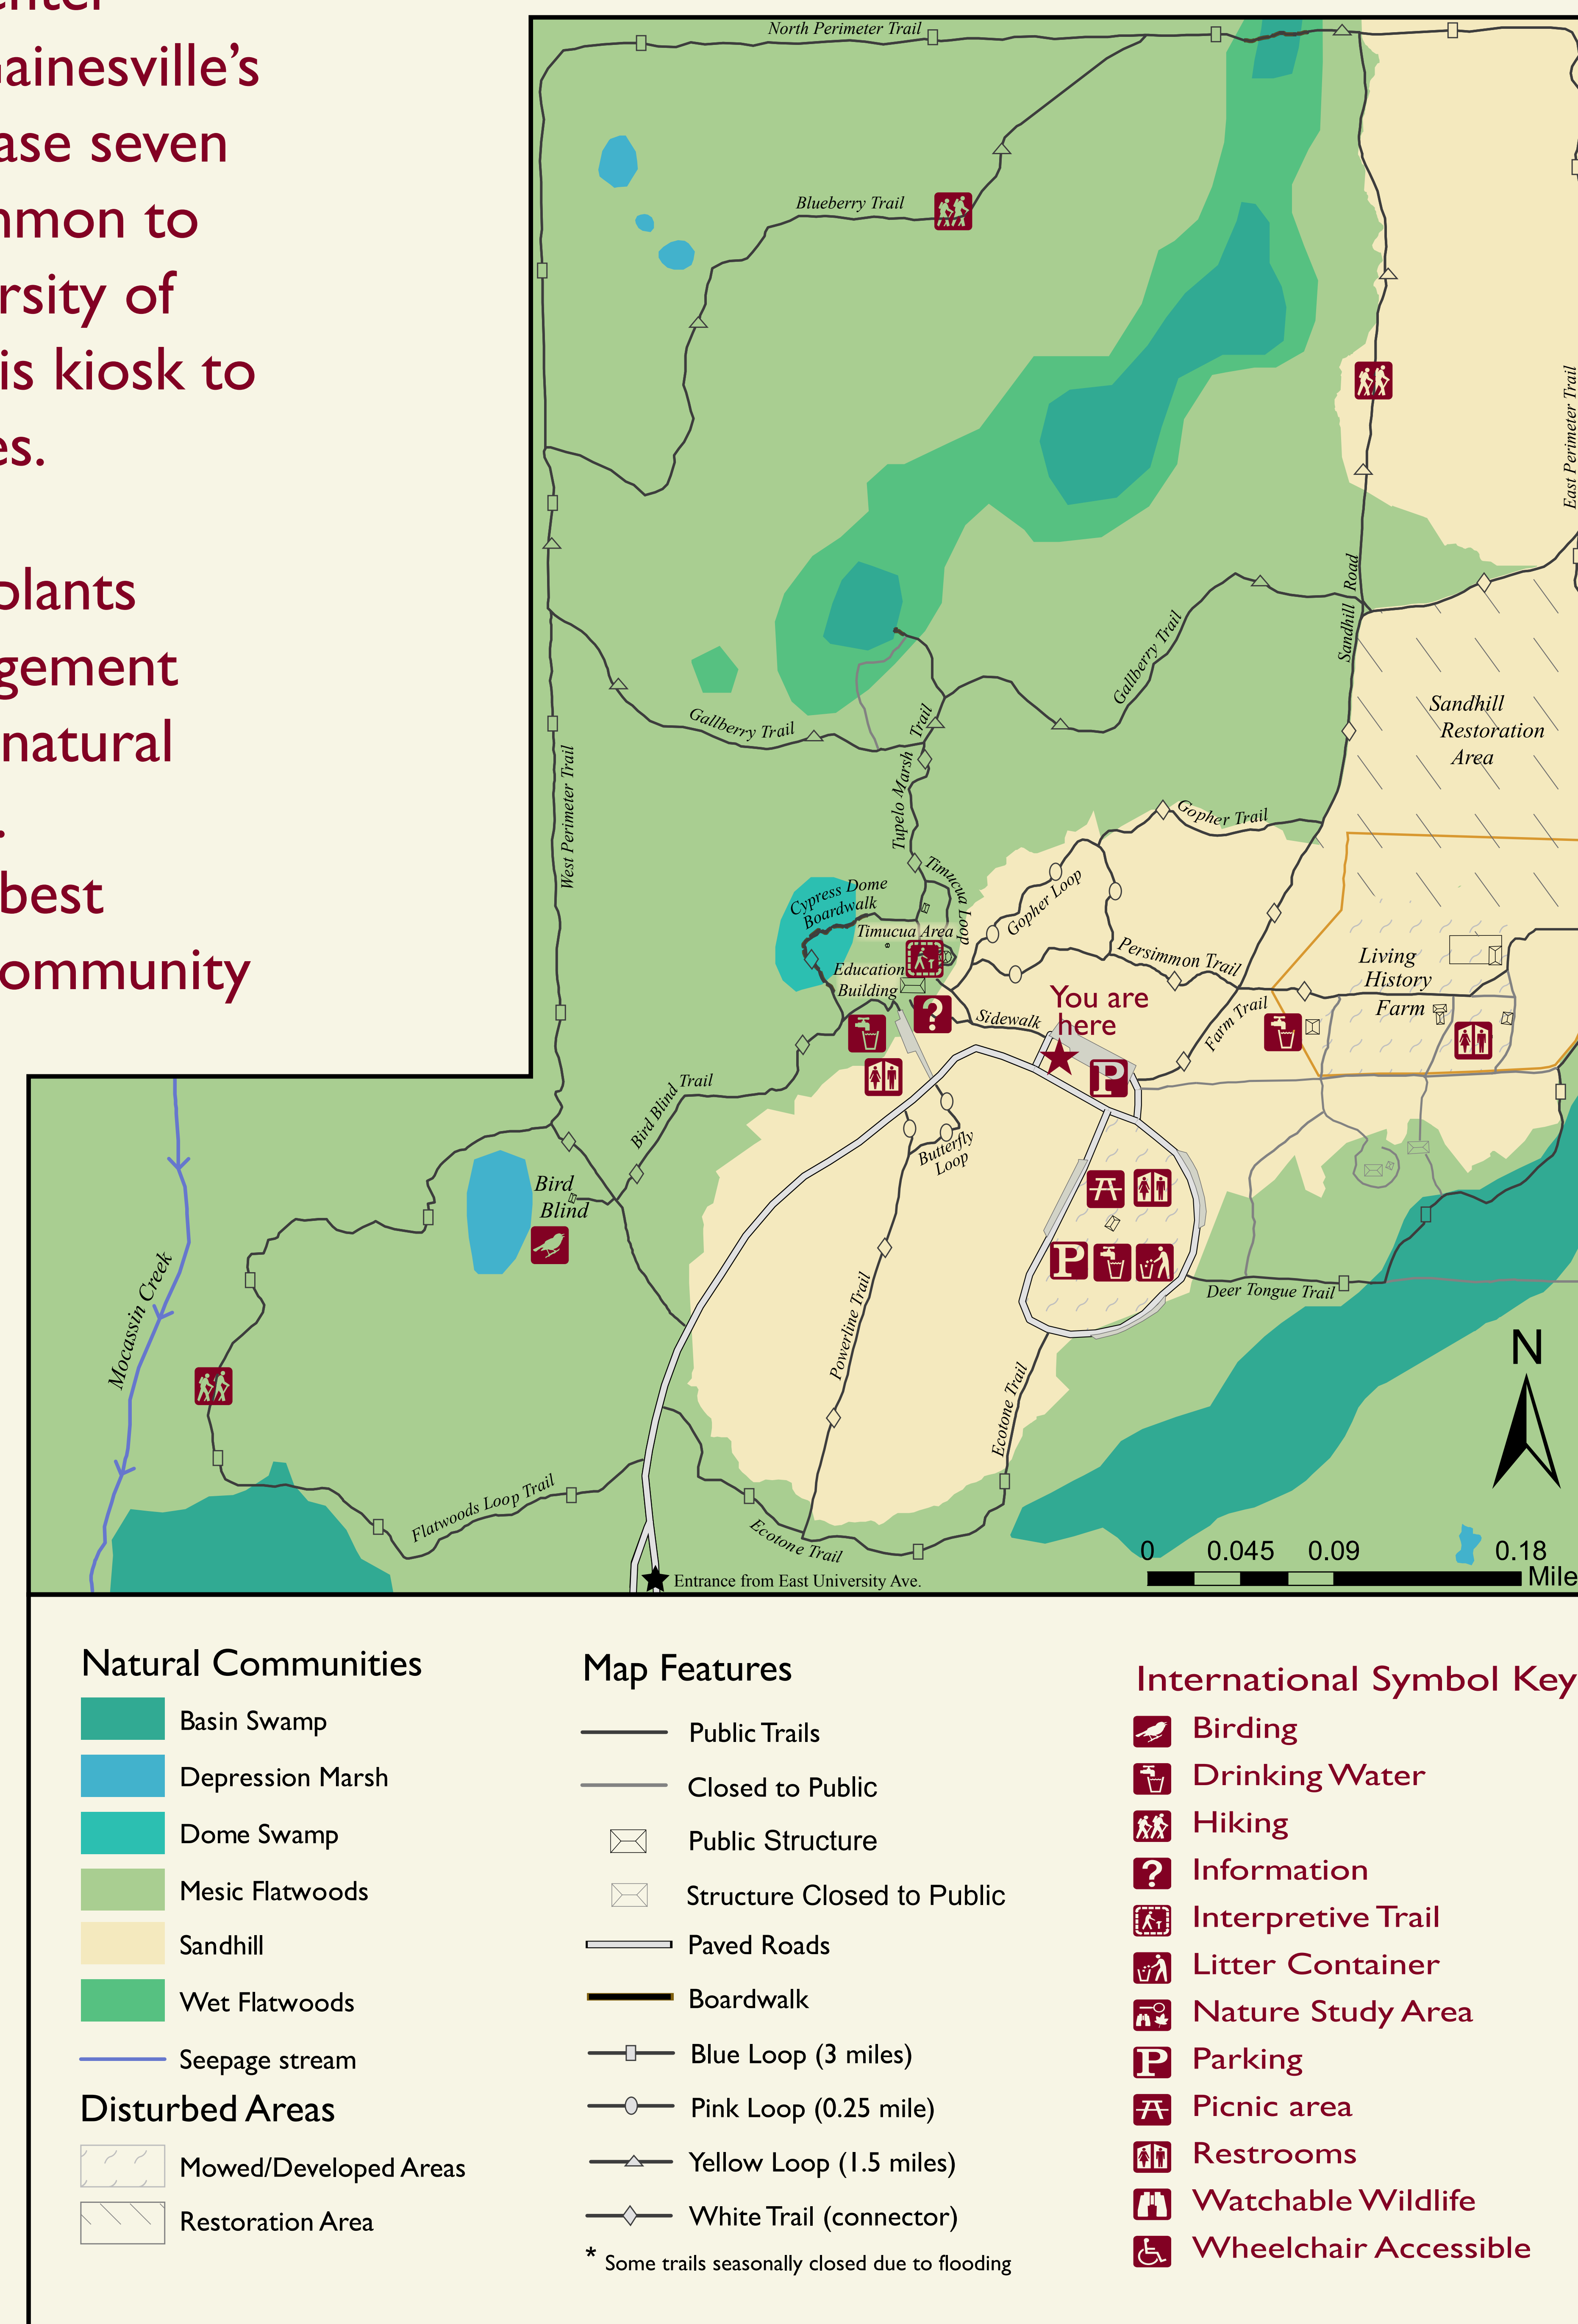 enter
Gainesville's
ase seven
nmon to
rsity of
is kiosk to
es.
plants
gement
natural
.
best
ommunity
North Perimeter Trail
Blueberry Trail
East Perimeter Trail
Sandhill Road
Gallberry Trail
Gallberry Trail
Tupelo Marsh Trail
West Perimeter Trail
Sandhill
Restoration
Area
Gopher Trail
Timucua Loop
Cypress Dome
Boardwalk
Gopher Loop
Timucua Area
Education
Building
Persimmon Trail
Living
History
Farm
You are
here
?
Sidewalk
Farm Trail
P
Bird Blind Trail
Butterfly
Loop
Bird
Blind
P
Mocassin Creek
Deer Tongue Trail
Powerline Trail
Ecotone Trail
N
Flatwoods Loop Trail
Ecotone Trail
0 0.045 0.09 0.18
Mile
Entrance from East University Ave.
Natural Communities
Basin Swamp
Depression Marsh
Dome Swamp
Mesic Flatwoods
Sandhill
Wet Flatwoods
Seepage stream
Disturbed Areas
Mowed/Developed Areas
Restoration Area
Map Features
Public Trails
Closed to Public
Public Structure
Structure Closed to Public
Paved Roads
Boardwalk
Blue Loop (3 miles)
Pink Loop (0.25 mile)
Yellow Loop (1.5 miles)
White Trail (connector)
* Some trails seasonally closed due to flooding
International Symbol Key
Birding
Drinking Water
Hiking
? Information
Interpretive Trail
Litter Container
Nature Study Area
P Parking
Picnic area
Restrooms
Watchable Wildlife
Wheelchair Accessible